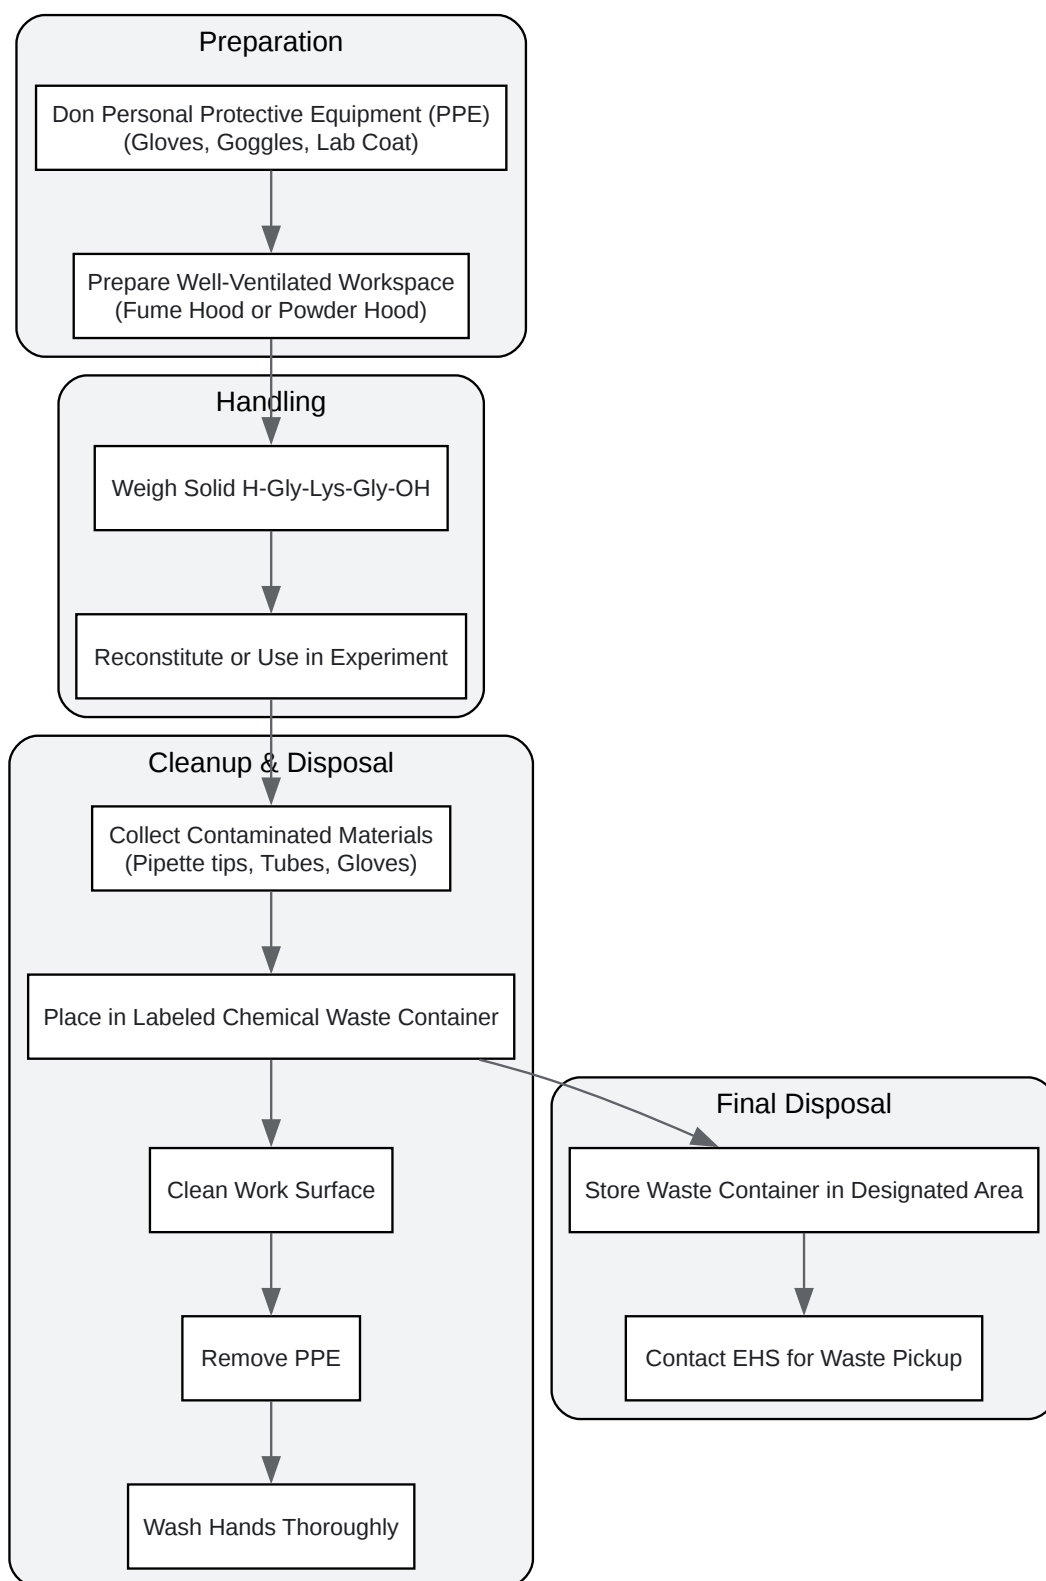 Preparation
Don Personal Protective Equipment (PPE)
(Gloves, Goggles, Lab Coat)
Prepare Well-Ventilated Workspace
(Fume Hood or Powder Hood)
Handling
Weigh Solid H-Gly-Lys-Gly-OH
Reconstitute or Use in Experiment
Cleanup & Disposal
Collect Contaminated Materials
(Pipette tips, Tubes, Gloves)
Place in Labeled Chemical Waste Container
Clean Work Surface
Remove PPE
Wash Hands Thoroughly
Final Disposal
Store Waste Container in Designated Area
Contact EHS for Waste Pickup